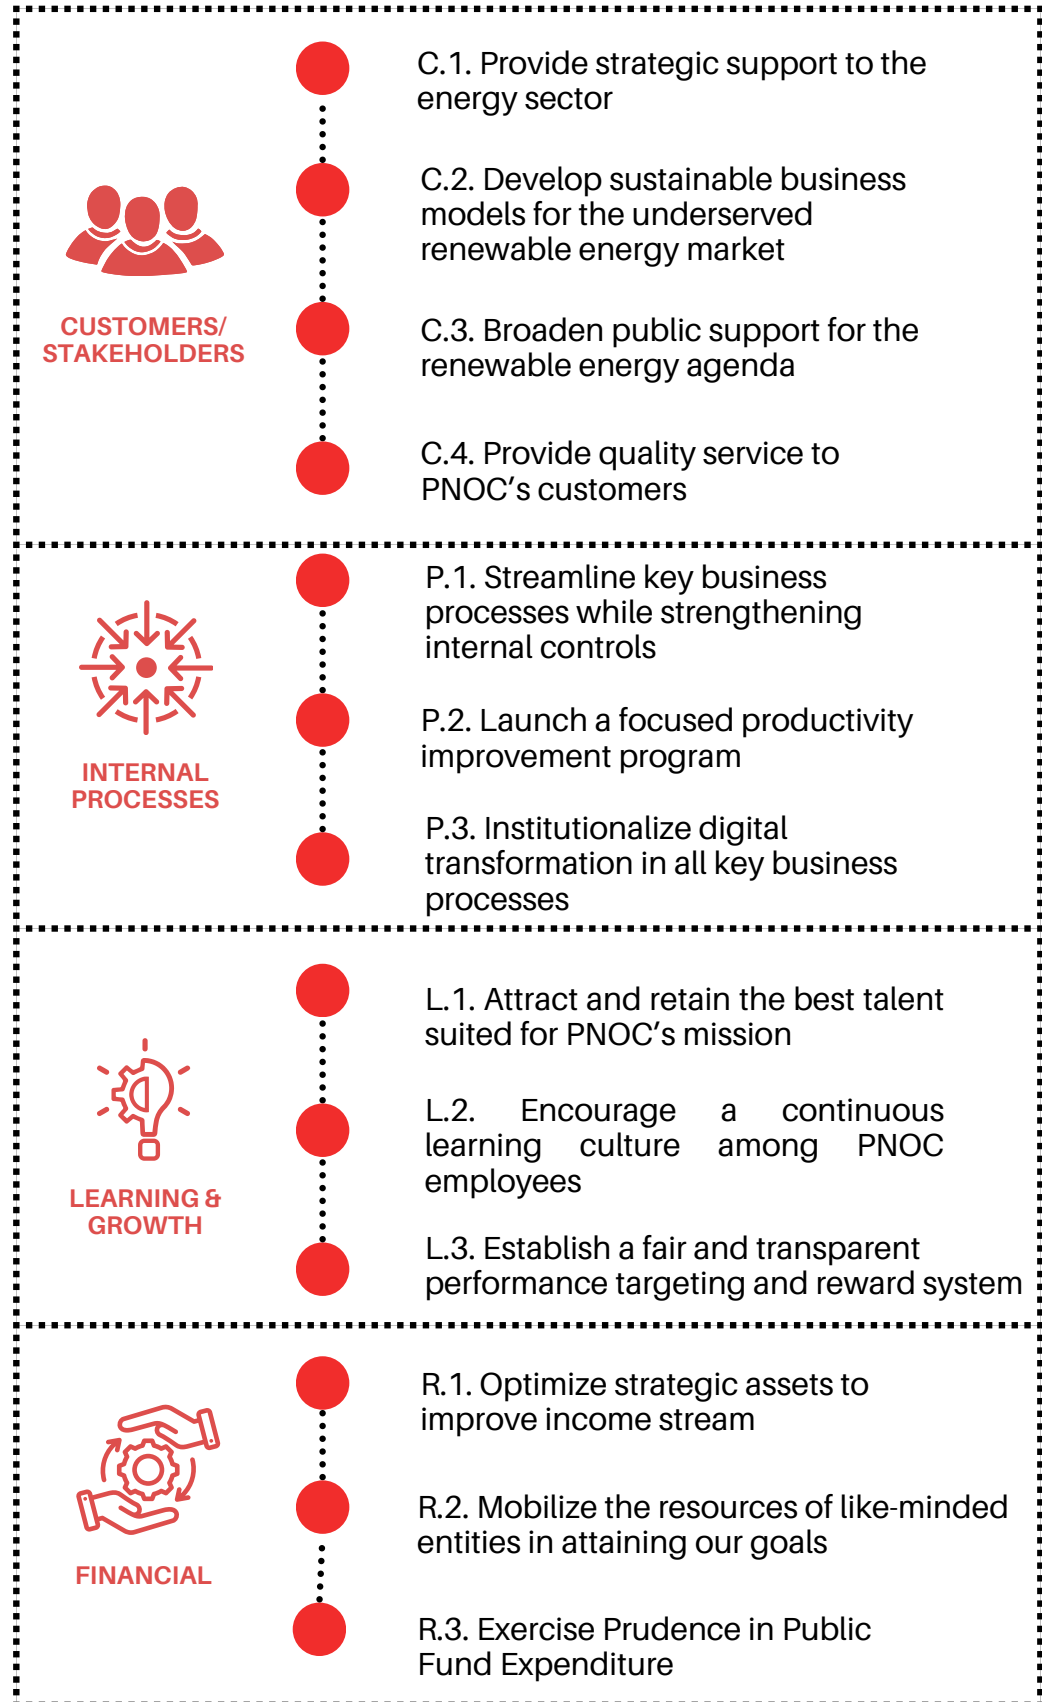 C.1. Provide strategic support to the
energy sector
C.2. Develop sustainable business
models for the underserved
renewable energy market
CUSTOMERS/
STAKEHOLDERS
C.3. Broaden public support for the
renewable energy agenda
C.4. Provide quality service to
PNOC’s customers
P.1. Streamline key business
processes while strengthening
internal controls
P.2. Launch a focused productivity
improvement program
INTERNAL
PROCESSES
P.3. Institutionalize digital
transformation in all key business
processes
L.1. Attract and retain the best talent
suited for PNOC’s mission
L.2. Encourage a continuous
learning culture among PNOC
employees
LEARNING &
GROWTH
L.3. Establish a fair and transparent
performance targeting and reward system
R.1. Optimize strategic assets to
improve income stream
R.2. Mobilize the resources of like-minded
entities in attaining our goals
FINANCIAL
R.3. Exercise Prudence in Public
Fund Expenditure